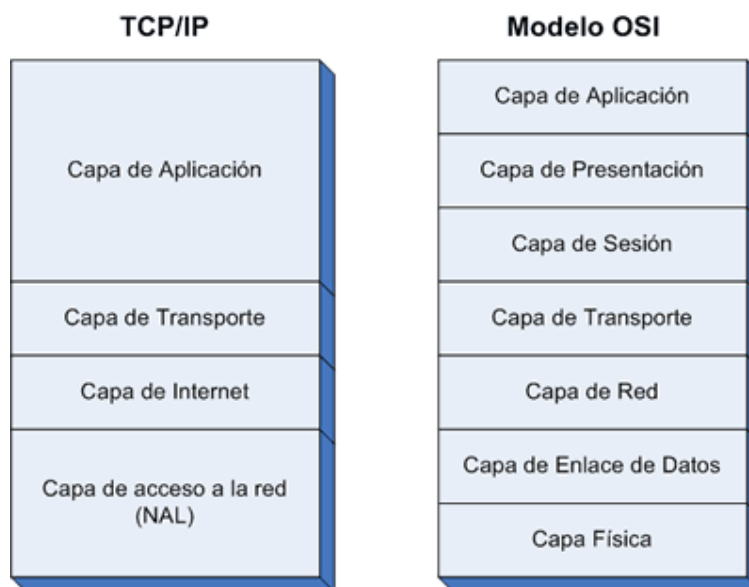 TCP/IP
Capa de Aplicación
Capa de Transporte
Capa de Internet
Capa de acceso a la red
(NAL)
Modelo OSI
Capa de Aplicación
Capa de Presentación
Capa de Sesión
Capa de Transporte
Capa de Red
Capa de Enlace de Datos
Capa Física